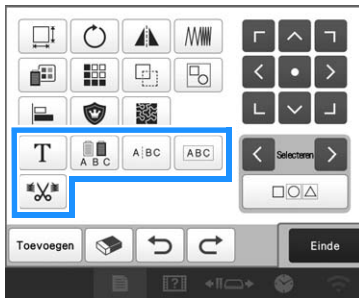 T
A B C
A BC
ABC
Selecteren
Toevoegen
Einde